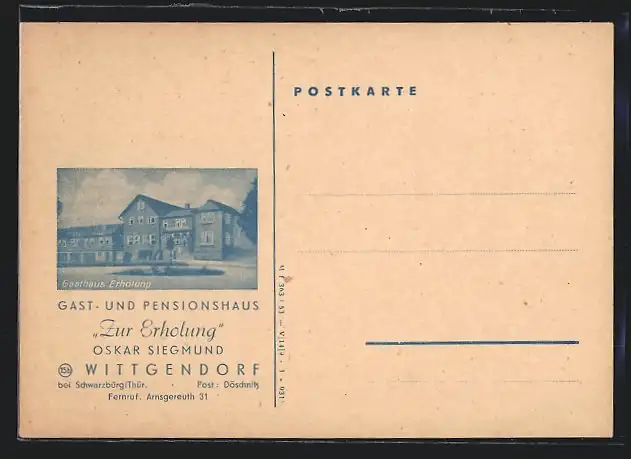 POSTKARTE
Gasthaus Erholung
GAST- UND PENSIONSHAUS
„Zur Erholung"
OSKAR SIEGMUND
15b WITTGENDORF
bei Schwarzburg/Thür. · Post: Döschnitz
Fernruf: Arnsgereuth 31